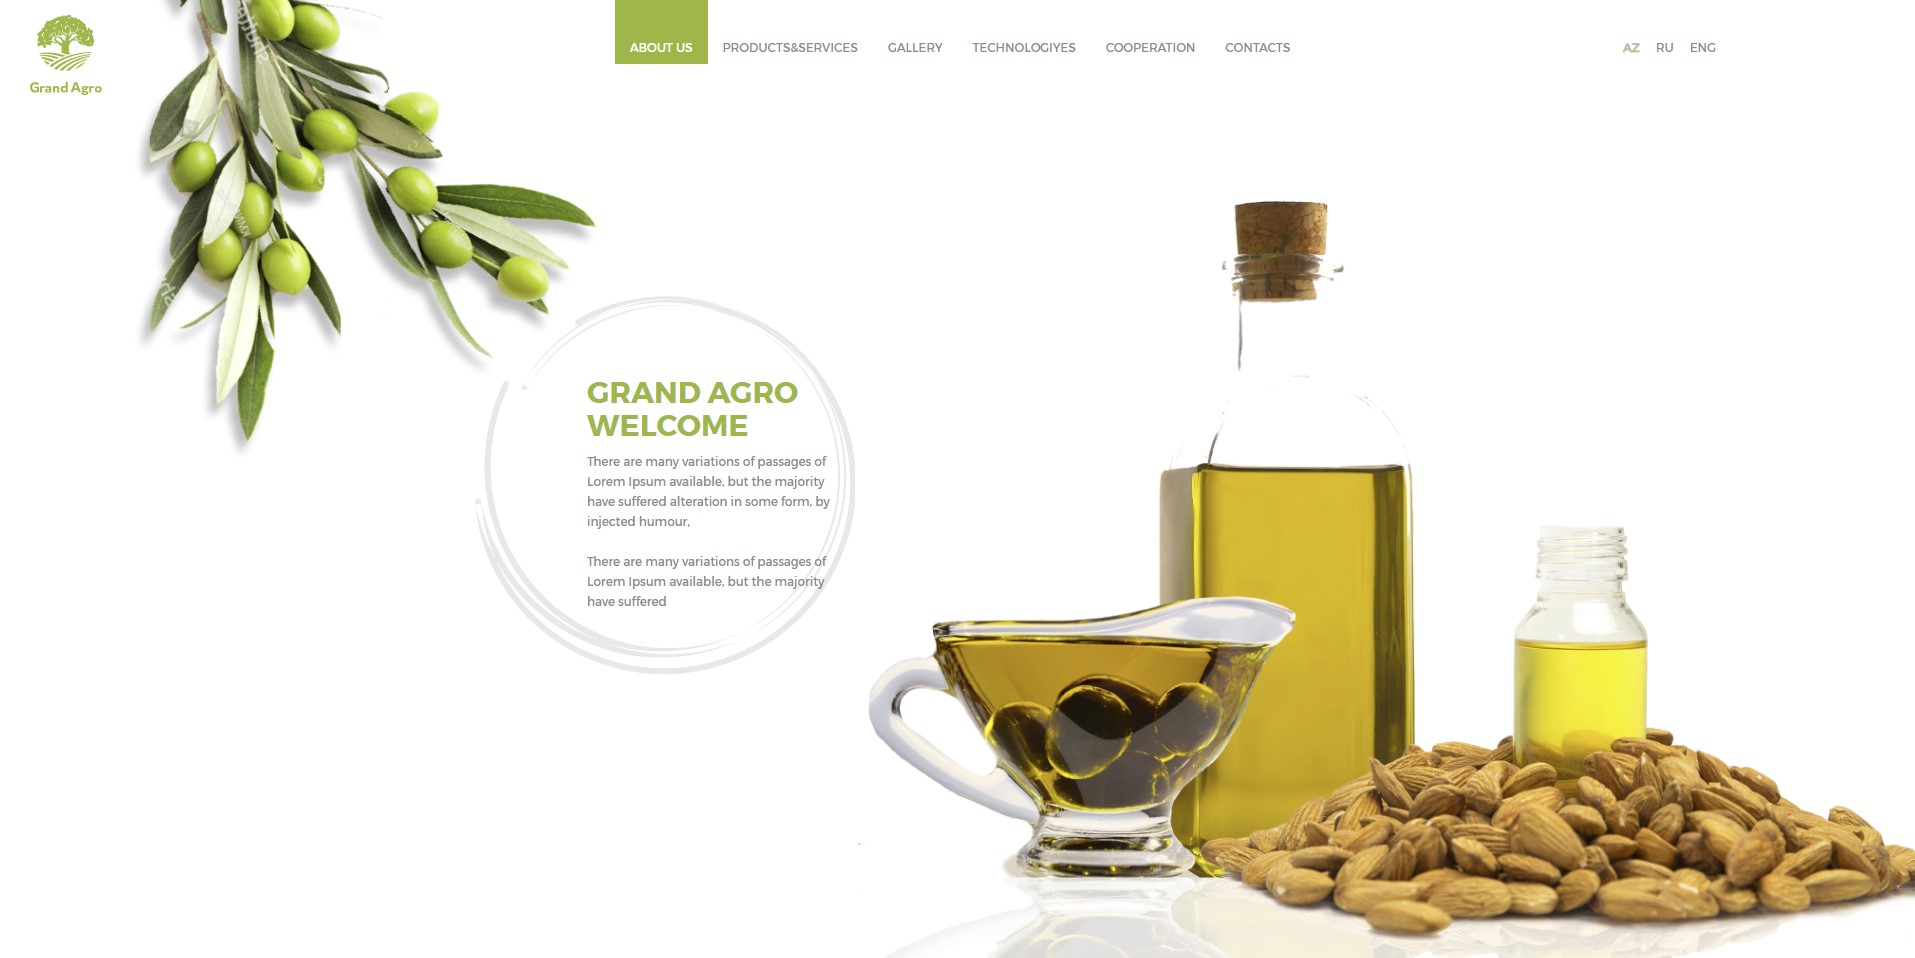 Grand Agro
ABOUT US
PRODUCTS&SERVICES
GALLERY
TECHNOLOGIYES
COOPERATION
CONTACTS
AZ
RU
ENG
GRAND AGRO
WELCOME
There are many variations of passages of
Lorem Ipsum available, but the majority
have suffered alteration in some form, by
injected humour,
There are many variations of passages of
Lorem Ipsum available, but the majority
have suffered